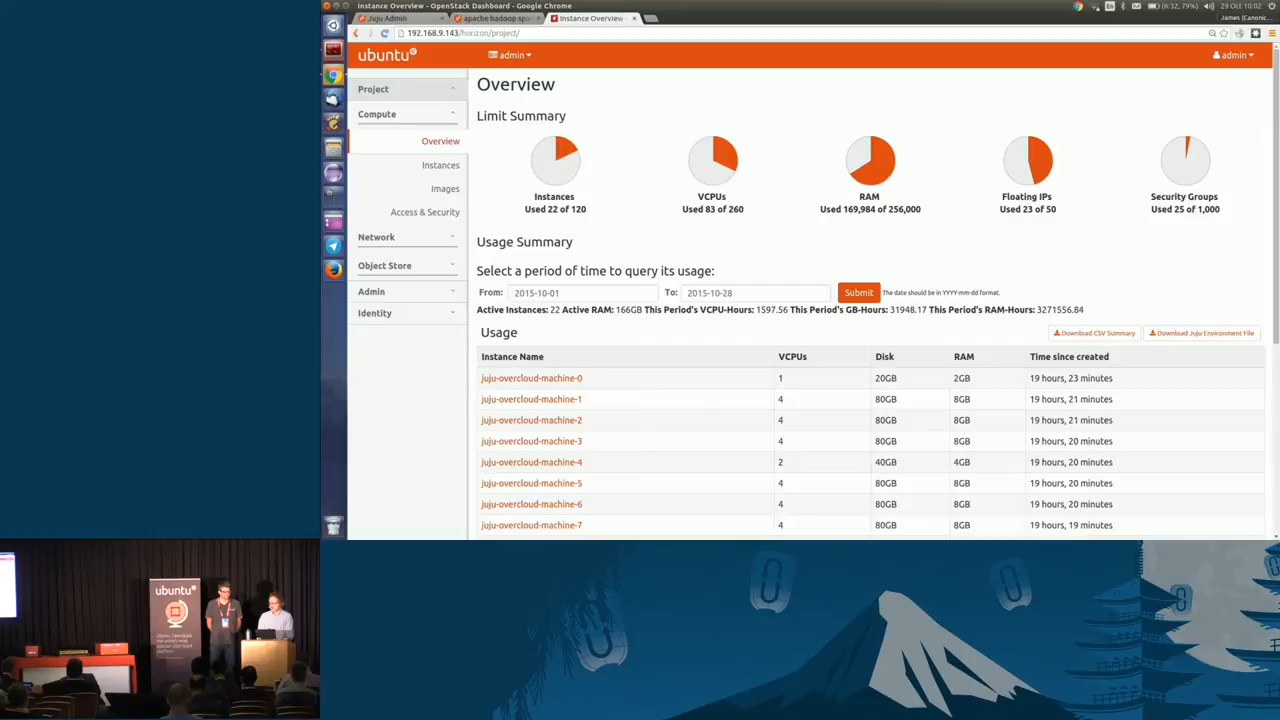 Instance Overview - OpenStack Dashboard - Google Chrome
(6:32, 79%) 29 Oct 10:02
Juju Admin × apache hadoop spa × Instance Overview - ×
James (Canonic
192.168.9.143/horizon/project/
ubuntu admin admin
Project
Compute
Overview
Instances
Images
Access & Security
Network
Object Store
Admin
Identity
Overview
Limit Summary
Instances
Used 22 of 120
VCPUs
Used 83 of 260
RAM
Used 169,984 of 256,000
Floating IPs
Used 23 of 50
Security Groups
Used 25 of 1,000
Usage Summary
Select a period of time to query its usage:
From: 2015-10-01 To: 2015-10-28 Submit The date should be in YYYY-mm-dd format.
Active Instances: 22 Active RAM: 166GB This Period's VCPU-Hours: 1597.56 This Period's GB-Hours: 31948.17 This Period's RAM-Hours: 3271556.84
Usage Download CSV Summary Download Juju Environment File
Instance Name VCPUs Disk RAM Time since created
juju-overcloud-machine-0 1 20GB 2GB 19 hours, 23 minutes
juju-overcloud-machine-1 4 80GB 8GB 19 hours, 21 minutes
juju-overcloud-machine-2 4 80GB 8GB 19 hours, 21 minutes
juju-overcloud-machine-3 4 80GB 8GB 19 hours, 20 minutes
juju-overcloud-machine-4 2 40GB 4GB 19 hours, 20 minutes
juju-overcloud-machine-5 4 80GB 8GB 19 hours, 20 minutes
juju-overcloud-machine-6 4 80GB 8GB 19 hours, 20 minutes
juju-overcloud-machine-7 4 80GB 8GB 19 hours, 19 minutes
ubuntu